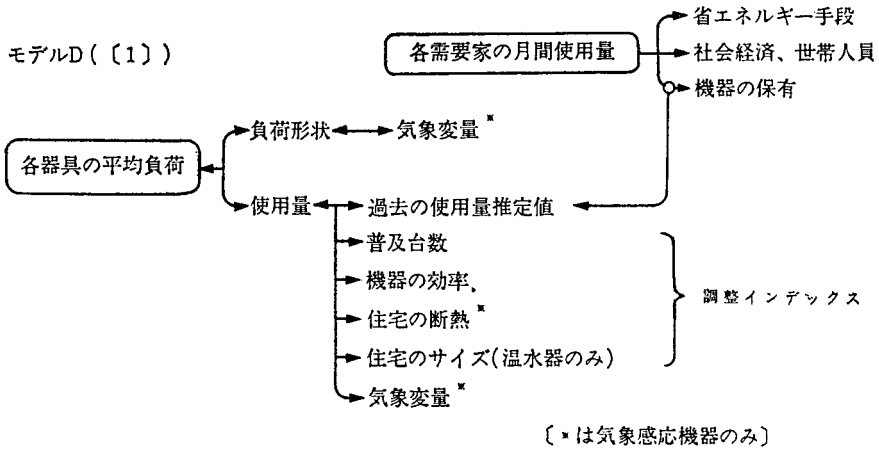 省エネルギー手段
モデルD(〔1〕)
各需要家の月間使用量
社会経済、世帯人員
機器の保有
負荷形状
気象変量*
各器具の平均負荷
使用量
過去の使用量推定値
普及台数
機器の効率、
住宅の断熱*
調整インデックス
住宅のサイズ(温水器のみ)
気象変量*
〔*は気象感応機器のみ〕